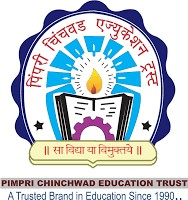 पिंपरी चिंचवड एज्युकेशन ट्रस्ट
॥ सा विद्या या विमुक्तये ॥
PIMPRI CHINCHWAD EDUCATION TRUST
A Trusted Brand in Education Since 1990..